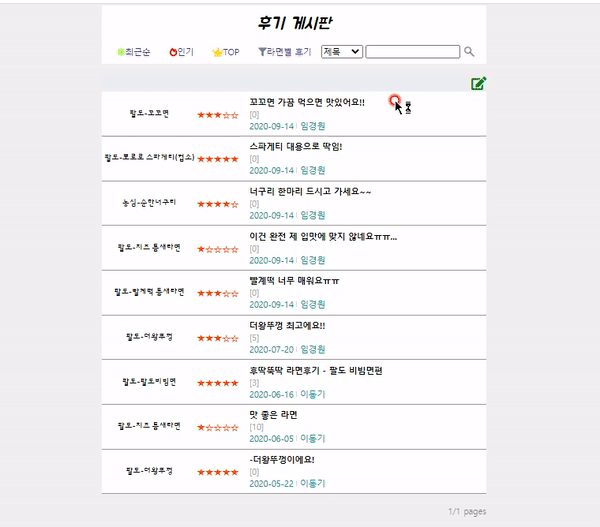 후기 게시판
최근순 인기 TOP 라면별 후기 제목
팔도-꼬꼬면 ★★★☆☆ 꼬꼬면 가끔 먹으면 맛있어요!!
[0]
2020-09-14 | 임경원
팔도-뽀로로 스파게티(컵소) ★★★★★ 스파게티 대용으로 딱임!
[0]
2020-09-14 | 임경원
농심-순한너구리 ★★★★☆ 너구리 한마리 드시고 가세요~~
[0]
2020-09-14 | 임경원
팔도-치즈 틈새라면 ★☆☆☆☆ 이건 완전 제 입맛에 맞지 않네요ㅠㅠ...
[0]
2020-09-14 | 임경원
팔도-빨계떡 틈새라면 ★★★☆☆ 빨계떡 너무 매워요ㅠㅠ
[0]
2020-09-14 | 임경원
팔도-더왕뚜껑 ★★★☆☆ 더왕뚜껑 최고에요!!
[5]
2020-07-20 | 임경원
팔도-팔도비빔면 ★★★★★ 후딱뚝딱 라면후기 - 팔도 비빔면편
[3]
2020-06-16 | 이동기
팔도-치즈 틈새라면 ★☆☆☆☆ 맛 좋은 라면
[10]
2020-06-05 | 이동기
팔도-더왕뚜껑 ★★★★★ -더왕뚜껑이에요!
[0]
2020-05-22 | 이동기
1/1 pages